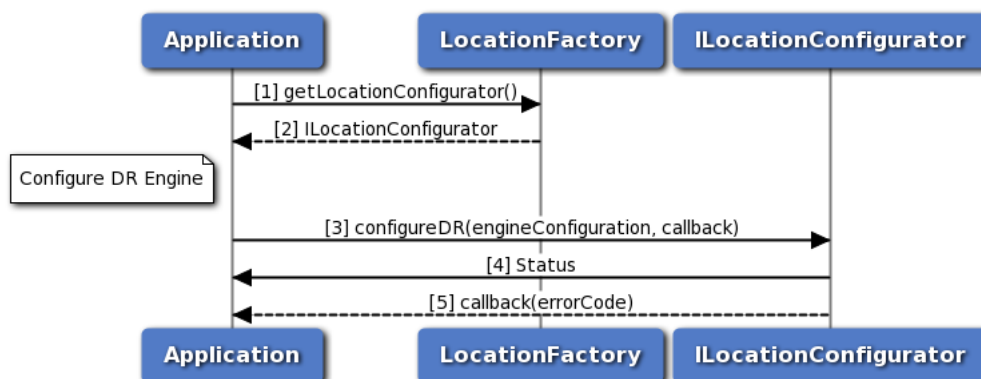 Application
LocationFactory
ILocationConfigurator
[1] getLocationConfigurator()
[2] ILocationConfigurator
Configure DR Engine
[3] configureDR(engineConfiguration, callback)
[4] Status
[5] callback(errorCode)
Application
LocationFactory
ILocationConfigurator